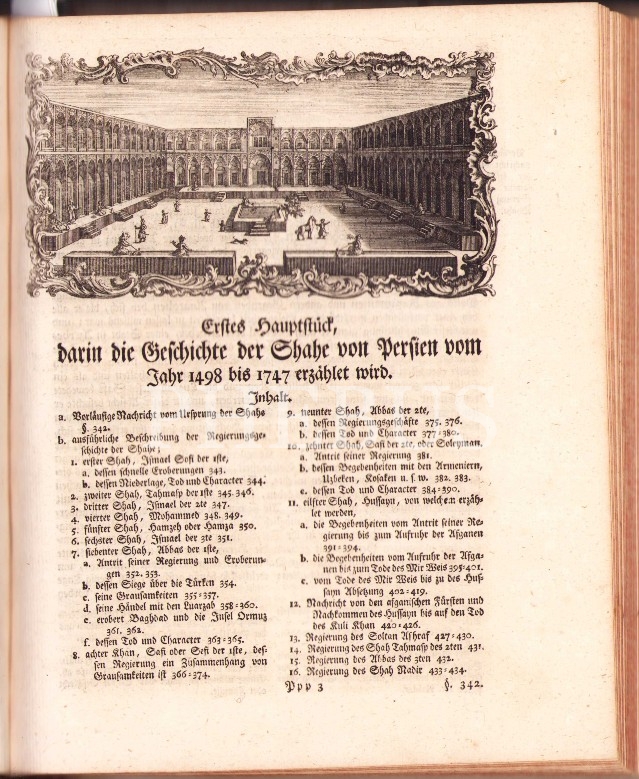 Erstes Hauptstück,
darin die Geschichte der Shahe von Persien vom
Jahr 1498 bis 1747 erzählet wird.
Inhalt.
a. Vorläufige Nachricht vom Ursprung der Shahs
§. 342.
b. ausführliche Beschreibung der Regierungsge-
schichte der Shahs;
1. erster Shah, Ismael Sofi der 1ste,
a. dessen schnelle Eroberungen 343.
b. dessen Niederlage, Tod und Character 344.
2. zweiter Shah, Tahmasp der 1ste 345. 346.
3. dritter Shah, Ismael der 2te 347.
4. vierter Shah, Mohammed 348. 349.
5. fünfter Shah, Hamzeh oder Hamza 350.
6. sechster Shah, Ismael der 3te 351.
7. siebenter Shah, Abbas der 1ste,
a. Antrit seiner Regierung und Eroberun-
gen 352. 353.
b. dessen Siege über die Türken 354.
c. seine Grausamkeiten 355-357.
d. seine Händel mit den Luarzab 358-360.
e. erobert Baghdad und die Insel Ormuz
361. 362.
f. dessen Tod und Character 363-365.
8. achter Khan, Safi oder Sefi der 1ste, des-
sen Regierung ein Zusammenhang von
Grausamkeiten ist 366-374.
9. neunter Shah, Abbas der 2te,
a. dessen Regierungsgeschäfte 375. 376.
b. dessen Tod und Character 377-380.
10. zehnter Shah, Safi der 2te, oder Soleyman.
a. Antrit seiner Regierung 381.
b. dessen Begebenheiten mit den Armeniern,
Uzbeken, Kosaken u. s. w. 382. 383.
c. dessen Tod und Character 384-390.
11. eilfter Shah, Hussayn, von welchem erzäh-
let werden,
a. die Begebenheiten vom Antrit seiner Re-
gierung bis zum Aufruhr der Afganen
391-394.
b. die Begebenheiten vom Aufruhr der Afga-
nen bis zum Tode des Mir Weis 395-401.
c. vom Tode des Mir Weis bis zu des Hus-
sayn Absetzung 402-419.
12. Nachricht von den afganischen Fürsten und
Nachkommen des Hussayn bis auf den Tod
des Kuli Khan 420-426.
13. Regierung des Soltan Ashraf 427-430.
14. Regierung des Shah Tahmasp des 2ten 431.
15. Regierung des Abbas des 3ten 432.
16. Regierung des Shah Nadir 433-434.
Ppp 3
§. 342.